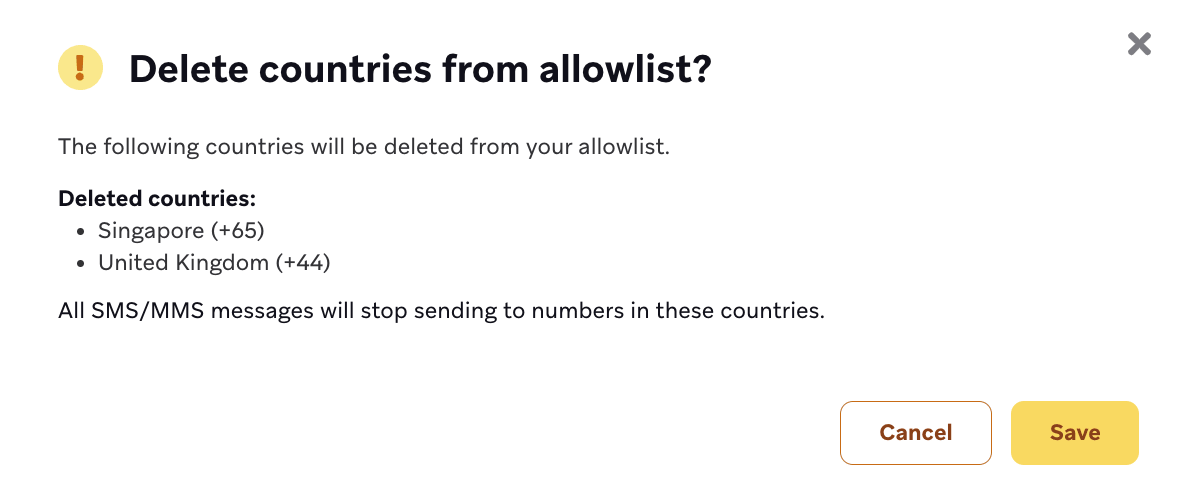 Delete countries from allowlist?
The following countries will be deleted from your allowlist.
Deleted countries:
• Singapore (+65)
• United Kingdom (+44)
All SMS/MMS messages will stop sending to numbers in these countries.
Cancel
Save